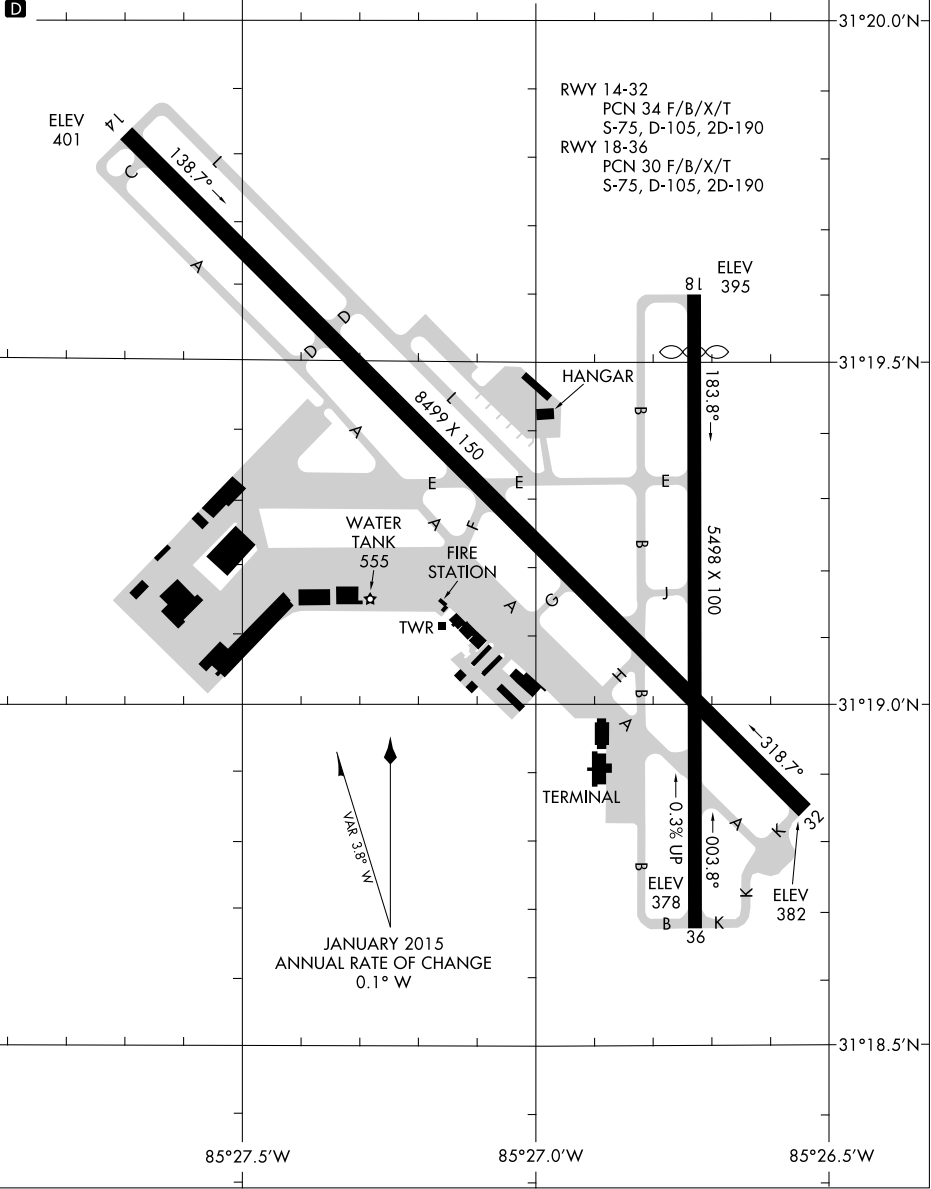 D
31°20.0'N
RWY 14-32
PCN 34 F/B/X/T
S-75, D-105, 2D-190
RWY 18-36
PCN 30 F/B/X/T
S-75, D-105, 2D-190
ELEV
401
14
C
138.7°
L
A
ELEV
395
18
D
D
31°19.5'N
HANGAR
183.8°
L
8499 X 150
B
A
E
E
E
A
F
WATER
TANK
555
FIRE
STATION
B
5498 X 100
J
A
G
TWR
H
B
31°19.0'N
A
318.7°
TERMINAL
32
A
K
0.3% UP
003.8°
VAR 3.8° W
B
ELEV
378
K
ELEV
382
B
K
36
JANUARY 2015
ANNUAL RATE OF CHANGE
0.1° W
31°18.5'N
85°27.5'W
85°27.0'W
85°26.5'W